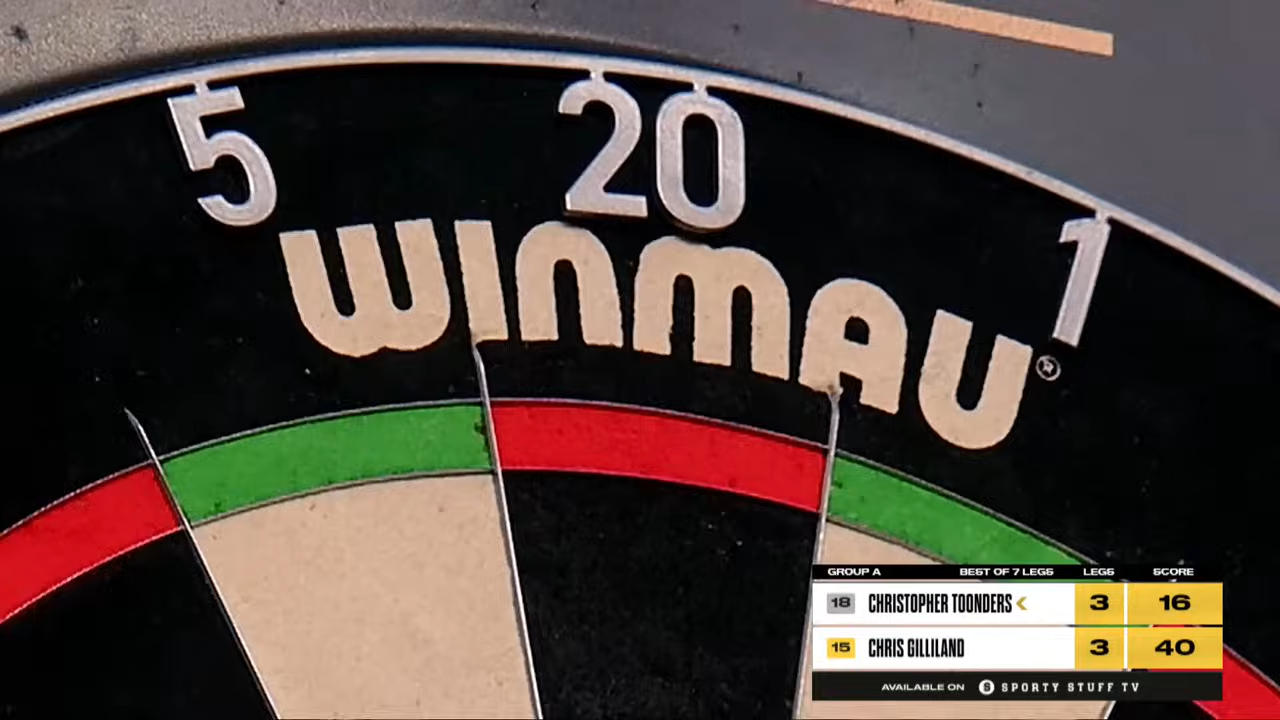 5 20 1
WINMAU
GROUP A BEST OF 7 LEGS LEGS SCORE
18 CHRISTOPHER TOONDERS 3 16
15 CHRIS GILLILAND 3 40
AVAILABLE ON S SPORTY STUFF TV